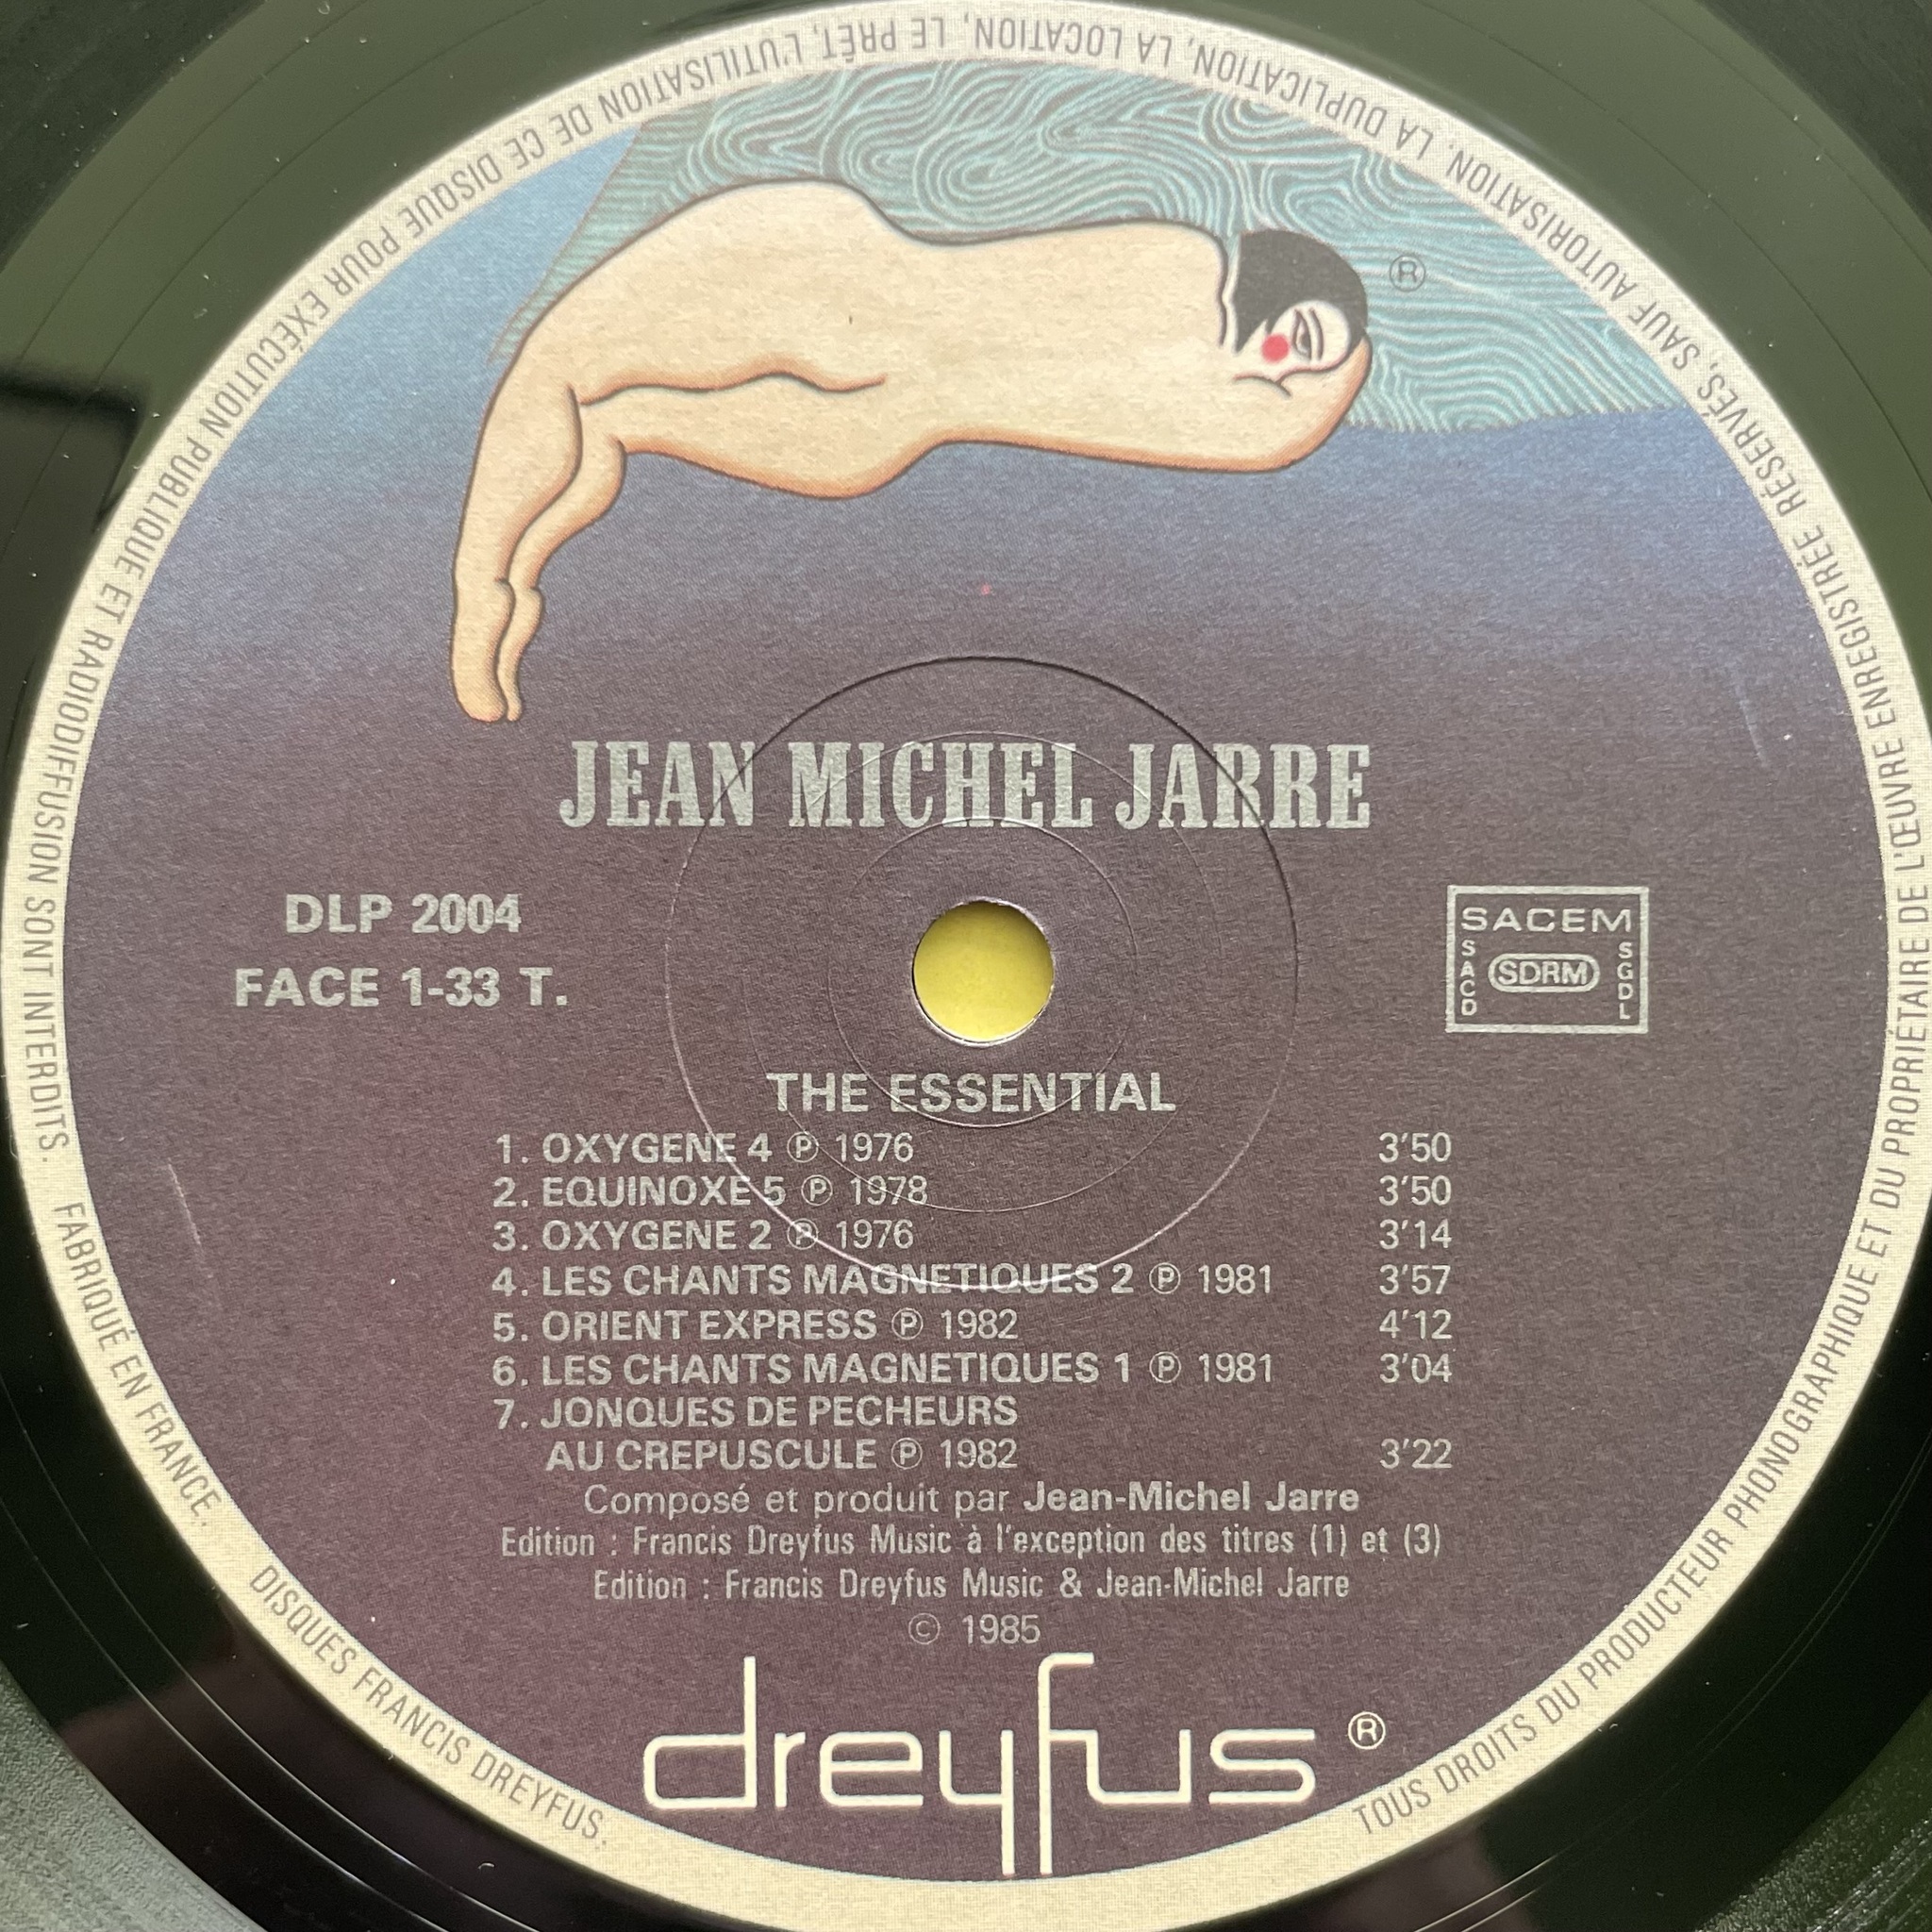 JEAN MICHEL JARRE
DLP 2004
FACE 1-33 T.
SACEM
SACD
SDRM
SGDL
THE ESSENTIAL
1. OXYGENE 4 ℗ 1976 3'50
2. EQUINOXE 5 ℗ 1978 3'50
3. OXYGENE 2 ℗ 1976 3'14
4. LES CHANTS MAGNETIQUES 2 ℗ 1981 3'57
5. ORIENT EXPRESS ℗ 1982 4'12
6. LES CHANTS MAGNETIQUES 1 ℗ 1981 3'04
7. JONQUES DE PECHEURS
AU CREPUSCULE ℗ 1982 3'22
Composé et produit par Jean-Michel Jarre
Edition : Francis Dreyfus Music à l'exception des titres (1) et (3)
Edition : Francis Dreyfus Music & Jean-Michel Jarre
© 1985
dreyfus ®
®
TOUS DROITS DU PRODUCTEUR PHONOGRAPHIQUE ET DU PROPRIÉTAIRE DE L'ŒUVRE ENREGISTRÉE RÉSERVÉS, SAUF AUTORISATION, LA DUPLICATION, LA LOCATION, LE PRÊT, L'UTILISATION DE CE DISQUE POUR EXÉCUTION PUBLIQUE ET RADIODIFFUSION SONT INTERDITS. FABRIQUÉ EN FRANCE. DISQUES FRANCIS DREYFUS.